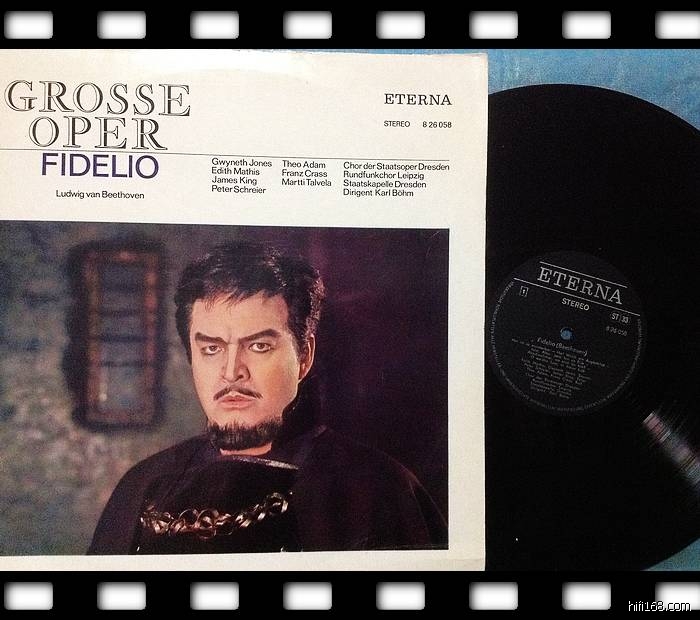 GROSSE
OPER
FIDELIO
Ludwig van Beethoven
Gwyneth Jones
Edith Mathis
James King
Peter Schreier
Theo Adam
Franz Crass
Martti Talvela
Chor der Staatsoper Dresden
Rundfunkchor Leipzig
Staatskapelle Dresden
Dirigent Karl Böhm
ETERNA
STEREO 8 26 058
ETERNA
STEREO
1
ST 33
8 26 058
Fidelio (Beethoven)
hifi168.com